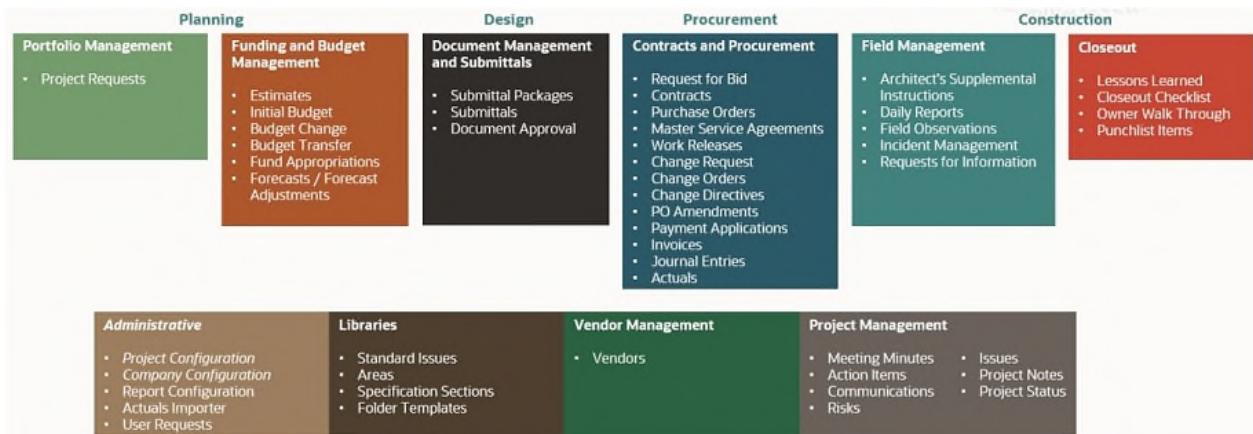 Planning
Design
Procurement
Construction
Portfolio Management
• Project Requests
Funding and Budget
Management
• Estimates
• Initial Budget
• Budget Change
• Budget Transfer
• Fund Appropriations
• Forecasts / Forecast
Adjustments
Document Management
and Submittals
• Submittal Packages
• Submittals
• Document Approval
Contracts and Procurement
• Request for Bid
• Contracts
• Purchase Orders
• Master Service Agreements
• Work Releases
• Change Request
• Change Orders
• Change Directives
• PO Amendments
• Payment Applications
• Invoices
• Journal Entries
• Actuals
Field Management
• Architect's Supplemental
Instructions
• Daily Reports
• Field Observations
• Incident Management
• Requests for Information
Closeout
• Lessons Learned
• Closeout Checklist
• Owner Walk Through
• Punchlist Items
Administrative
• Project Configuration
• Company Configuration
• Report Configuration
• Actuals Importer
• User Requests
Libraries
• Standard Issues
• Areas
• Specification Sections
• Folder Templates
Vendor Management
• Vendors
Project Management
• Meeting Minutes
• Action Items
• Communications
• Risks
• Issues
• Project Notes
• Project Status